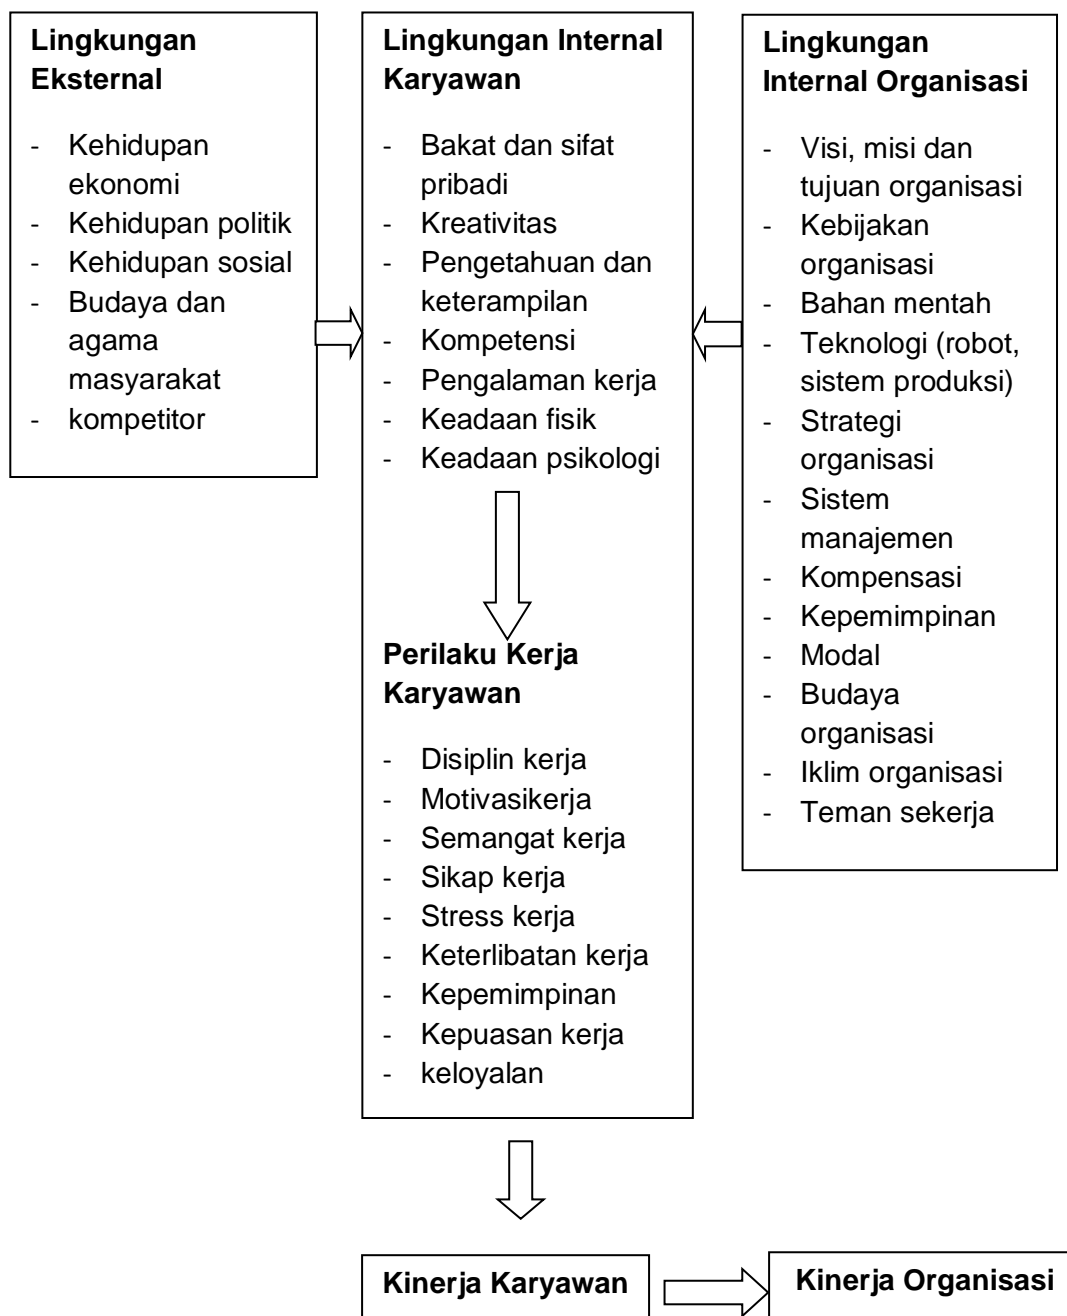 Lingkungan
Eksternal
- Kehidupan
ekonomi
- Kehidupan politik
- Kehidupan sosial
- Budaya dan
agama
masyarakat
- kompetitor
Lingkungan Internal
Karyawan
- Bakat dan sifat
pribadi
- Kreativitas
- Pengetahuan dan
keterampilan
- Kompetensi
- Pengalaman kerja
- Keadaan fisik
- Keadaan psikologi
Perilaku Kerja
Karyawan
- Disiplin kerja
- Motivasikerja
- Semangat kerja
- Sikap kerja
- Stress kerja
- Keterlibatan kerja
- Kepemimpinan
- Kepuasan kerja
- keloyalan
Lingkungan
Internal Organisasi
- Visi, misi dan
tujuan organisasi
- Kebijakan
organisasi
- Bahan mentah
- Teknologi (robot,
sistem produksi)
- Strategi
organisasi
- Sistem
manajemen
- Kompensasi
- Kepemimpinan
- Modal
- Budaya
organisasi
- Iklim organisasi
- Teman sekerja
Kinerja Karyawan
Kinerja Organisasi